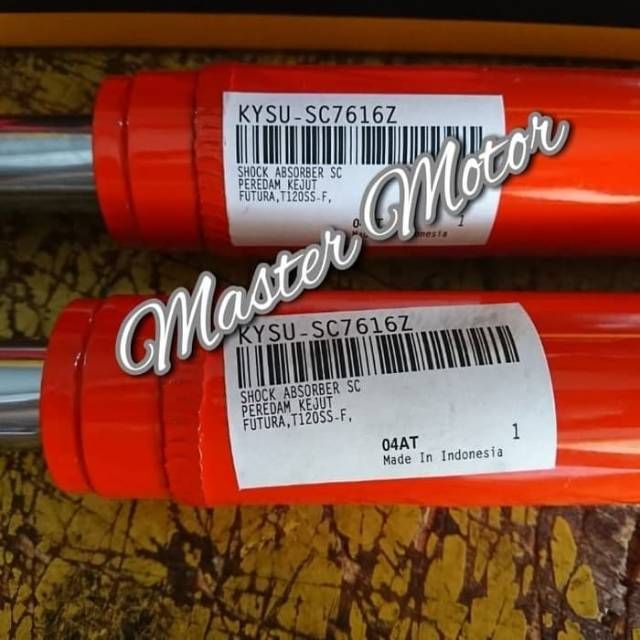 KYSU-SC7616Z
SHOCK ABSORBER SC
PEREDAM KEJUT
FUTURA,T120SS-F,
1
Master Motor
KYSU-SC7616Z
SHOCK ABSORBER SC
PEREDAM KEJUT
FUTURA,T120SS-F,
04AT 1
Made In Indonesia